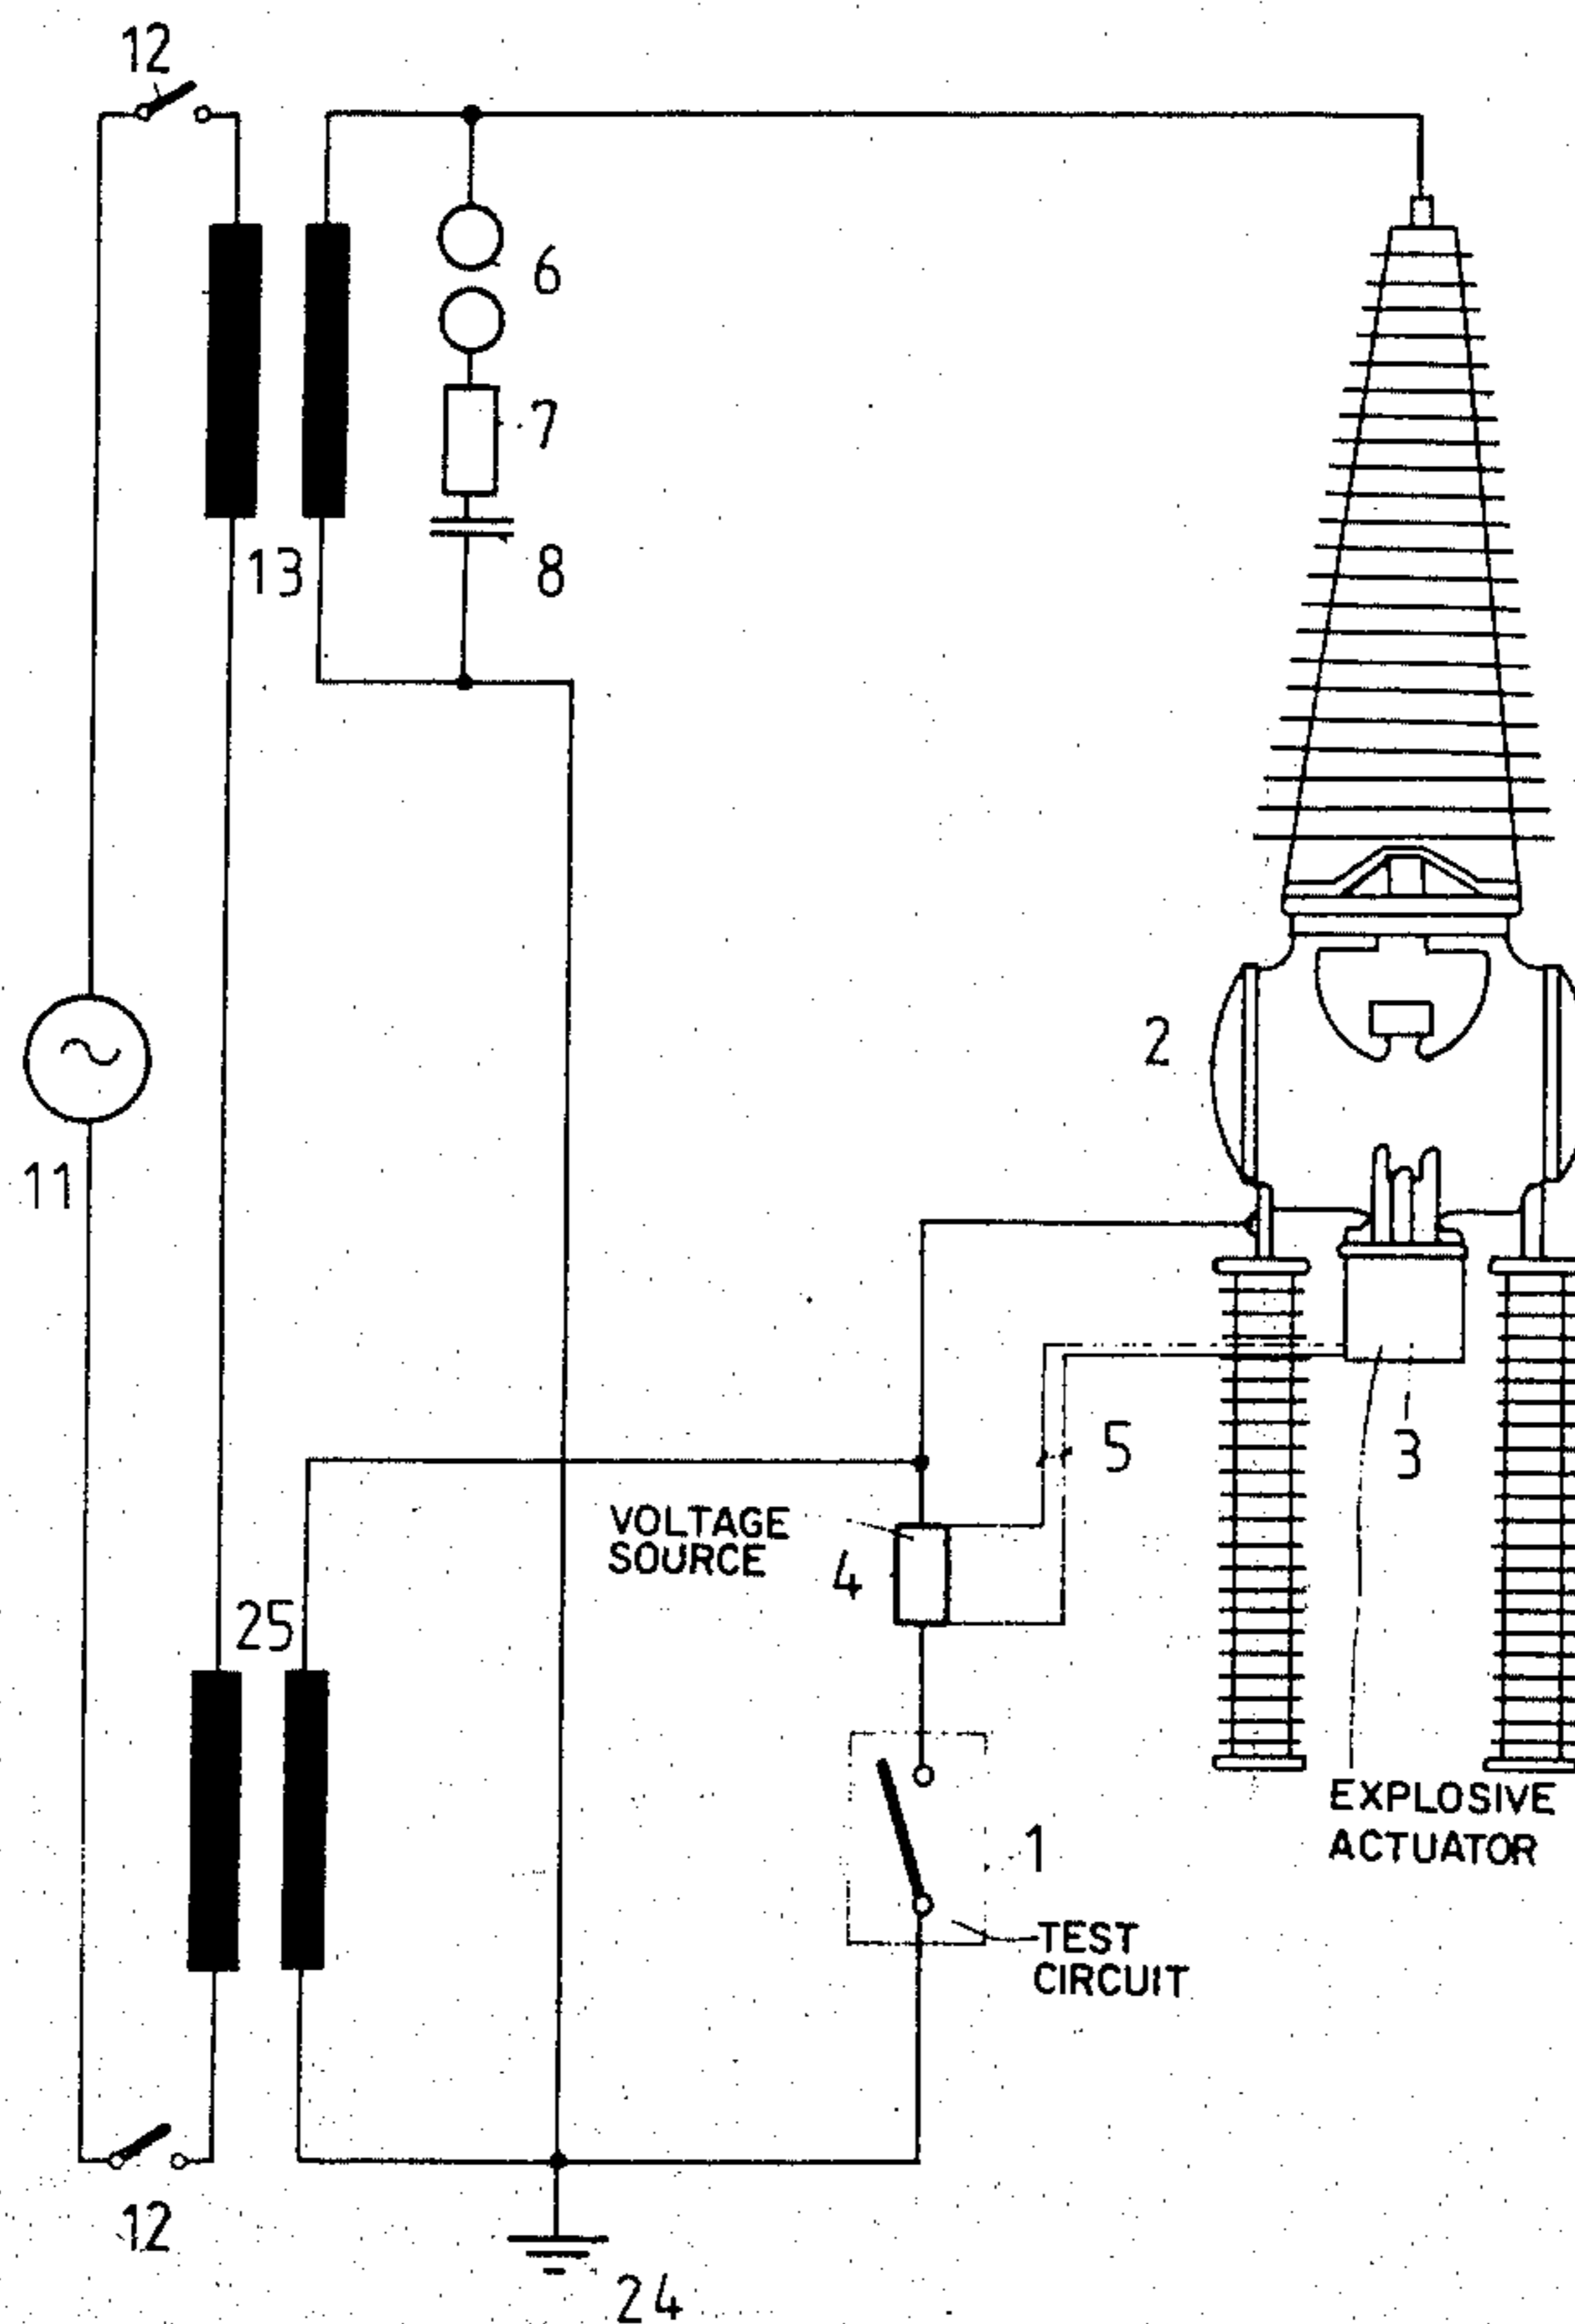 12
6
7
13
8
2
11
5
3
VOLTAGE
SOURCE
4
25
EXPLOSIVE
ACTUATOR
1
TEST
CIRCUIT
12
24